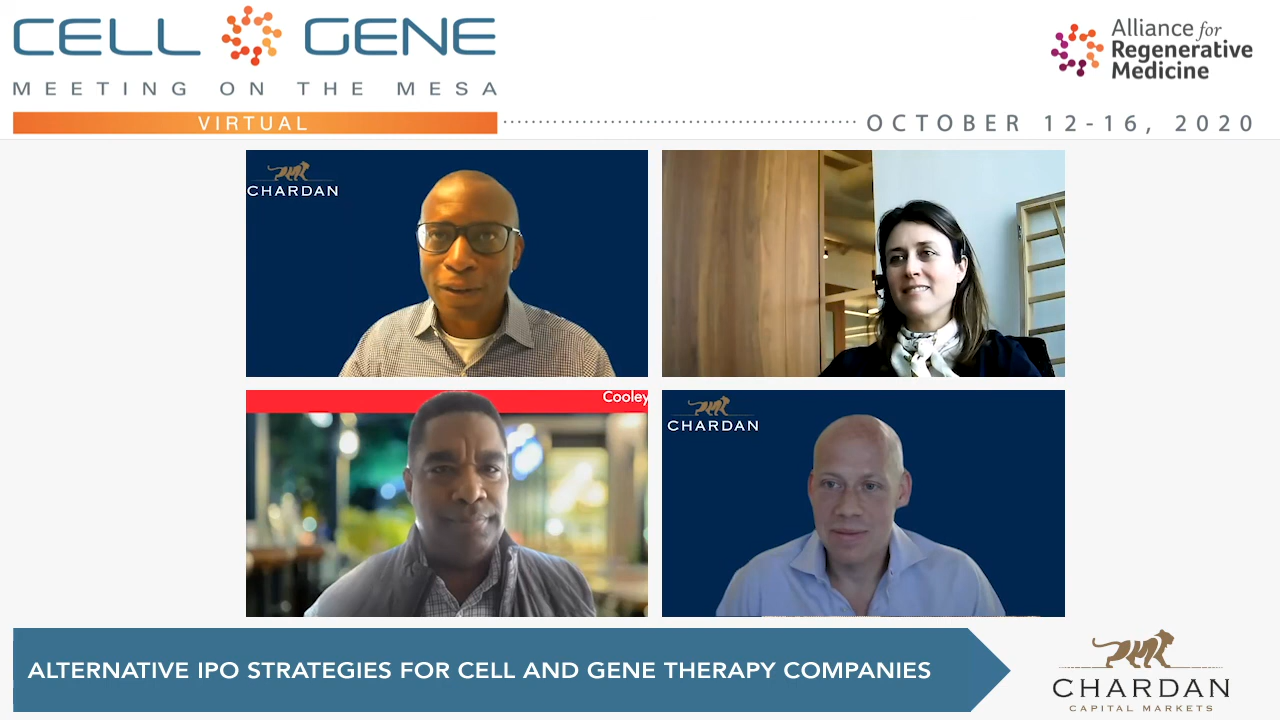 CELL GENE
MEETING ON THE MESA
VIRTUAL
Alliance for
Regenerative
Medicine
OCTOBER 12-16, 2020
CHARDAN
Cooley
CHARDAN
ALTERNATIVE IPO STRATEGIES FOR CELL AND GENE THERAPY COMPANIES
CHARDAN
CAPITAL MARKETS